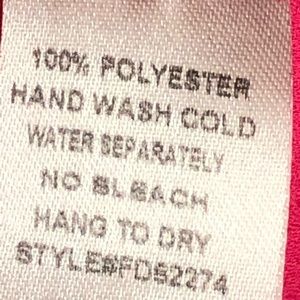 100% POLYESTER
HAND WASH COLD
WATER SEPARATELY
NO BLEACH
HANG TO DRY
STYLE#FD52274